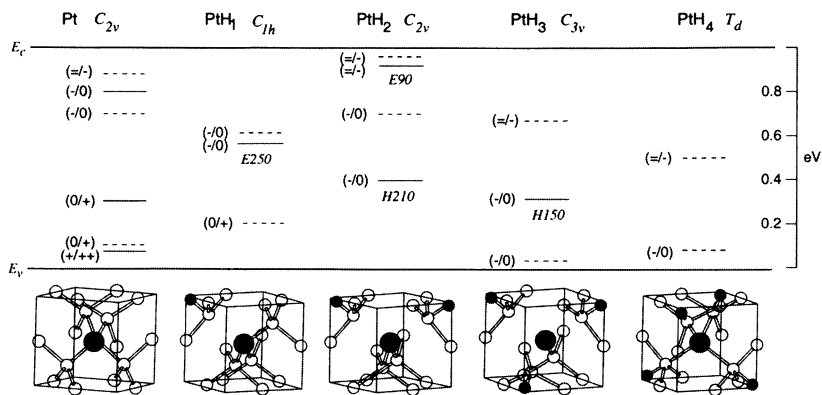 Pt C2v PtH1 C1h PtH2 C2v PtH3 C3v PtH4 Td
Ec
(=/-)
(-/0)
(-/0)
(0/+)
(0/+)
(+/++)
(-/0)
(-/0)
E250
(0/+)
(=/-)
(=/-)
E90
(-/0)
(-/0)
H210
(=/-)
(-/0)
H150
(-/0)
(=/-)
(-/0)
0.8
0.6
eV
0.4
0.2
Ev